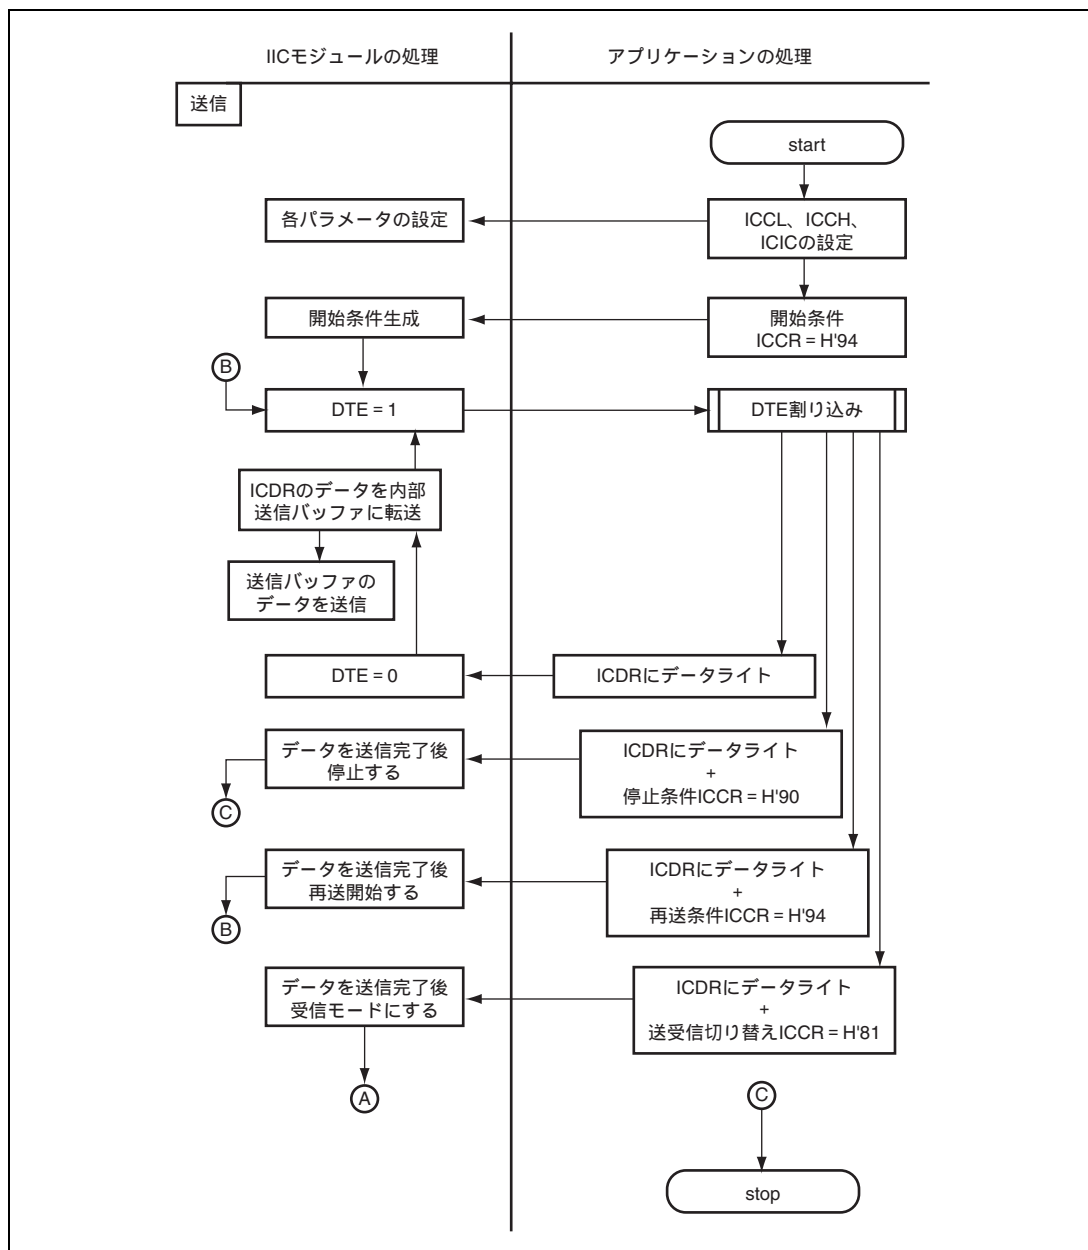 IICモジュールの処理
アプリケーションの処理
送信
start
各パラメータの設定
ICCL、ICCH、
ICICの設定
開始条件生成
開始条件
ICCR = H'94
B
DTE = 1
DTE割り込み
ICDRのデータを内部
送信バッファに転送
送信バッファの
データを送信
DTE = 0
ICDRにデータライト
データを送信完了後
停止する
ICDRにデータライト
+
停止条件ICCR = H'90
C
データを送信完了後
再送開始する
ICDRにデータライト
+
再送条件ICCR = H'94
B
データを送信完了後
受信モードにする
ICDRにデータライト
+
送受信切り替えICCR = H'81
A
C
stop